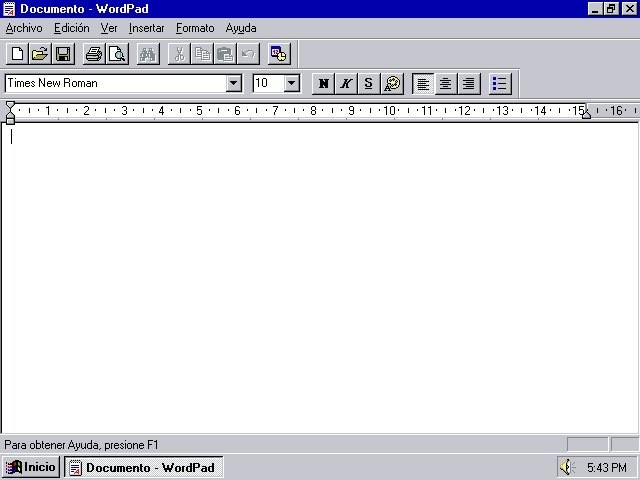 Documento - WordPad
Archivo Edición Ver Insertar Formato Ayuda
Times New Roman 10 N K S
1 2 3 4 5 6 7 8 9 10 11 12 13 14 15 16
Para obtener Ayuda, presione F1
Inicio Documento - WordPad 5:43 PM